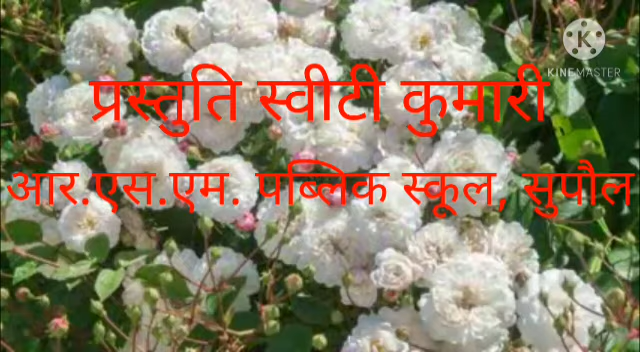 KINEMASTER
प्रस्तुति स्वीटी कुमारी
आर.एस.एम. पब्लिक स्कूल, सुपौल